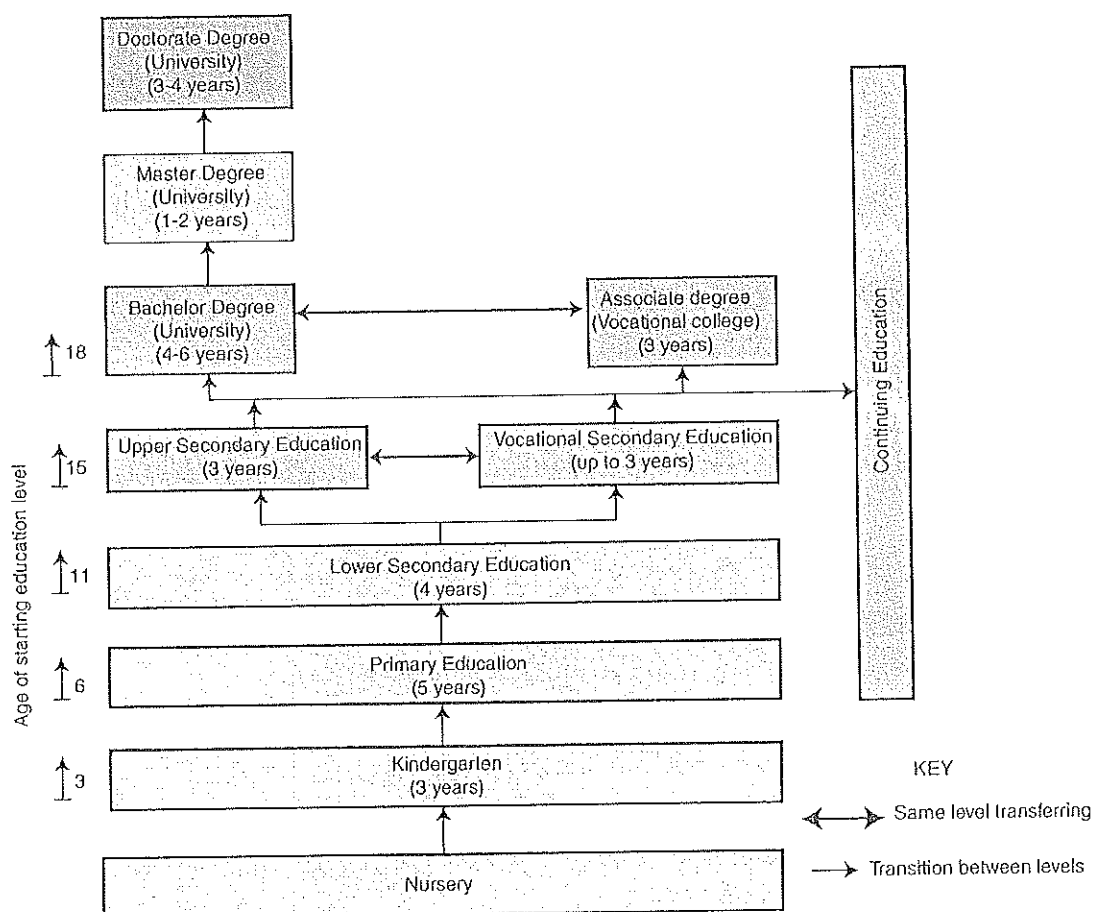 Doctorate Degree
(University)
(3-4 years)
Master Degree
(University)
(1-2 years)
Bachelor Degree
(University)
(4-6 years)
Associate degree
(Vocational college)
(3 years)
18
Upper Secondary Education
(3 years)
Vocational Secondary Education
(up to 3 years)
15
Lower Secondary Education
(4 years)
11
Primary Education
(5 years)
6
Kindergarten
(3 years)
3
Nursery
Age of starting education level
Continuing Education
KEY
Same level transferring
Transition between levels